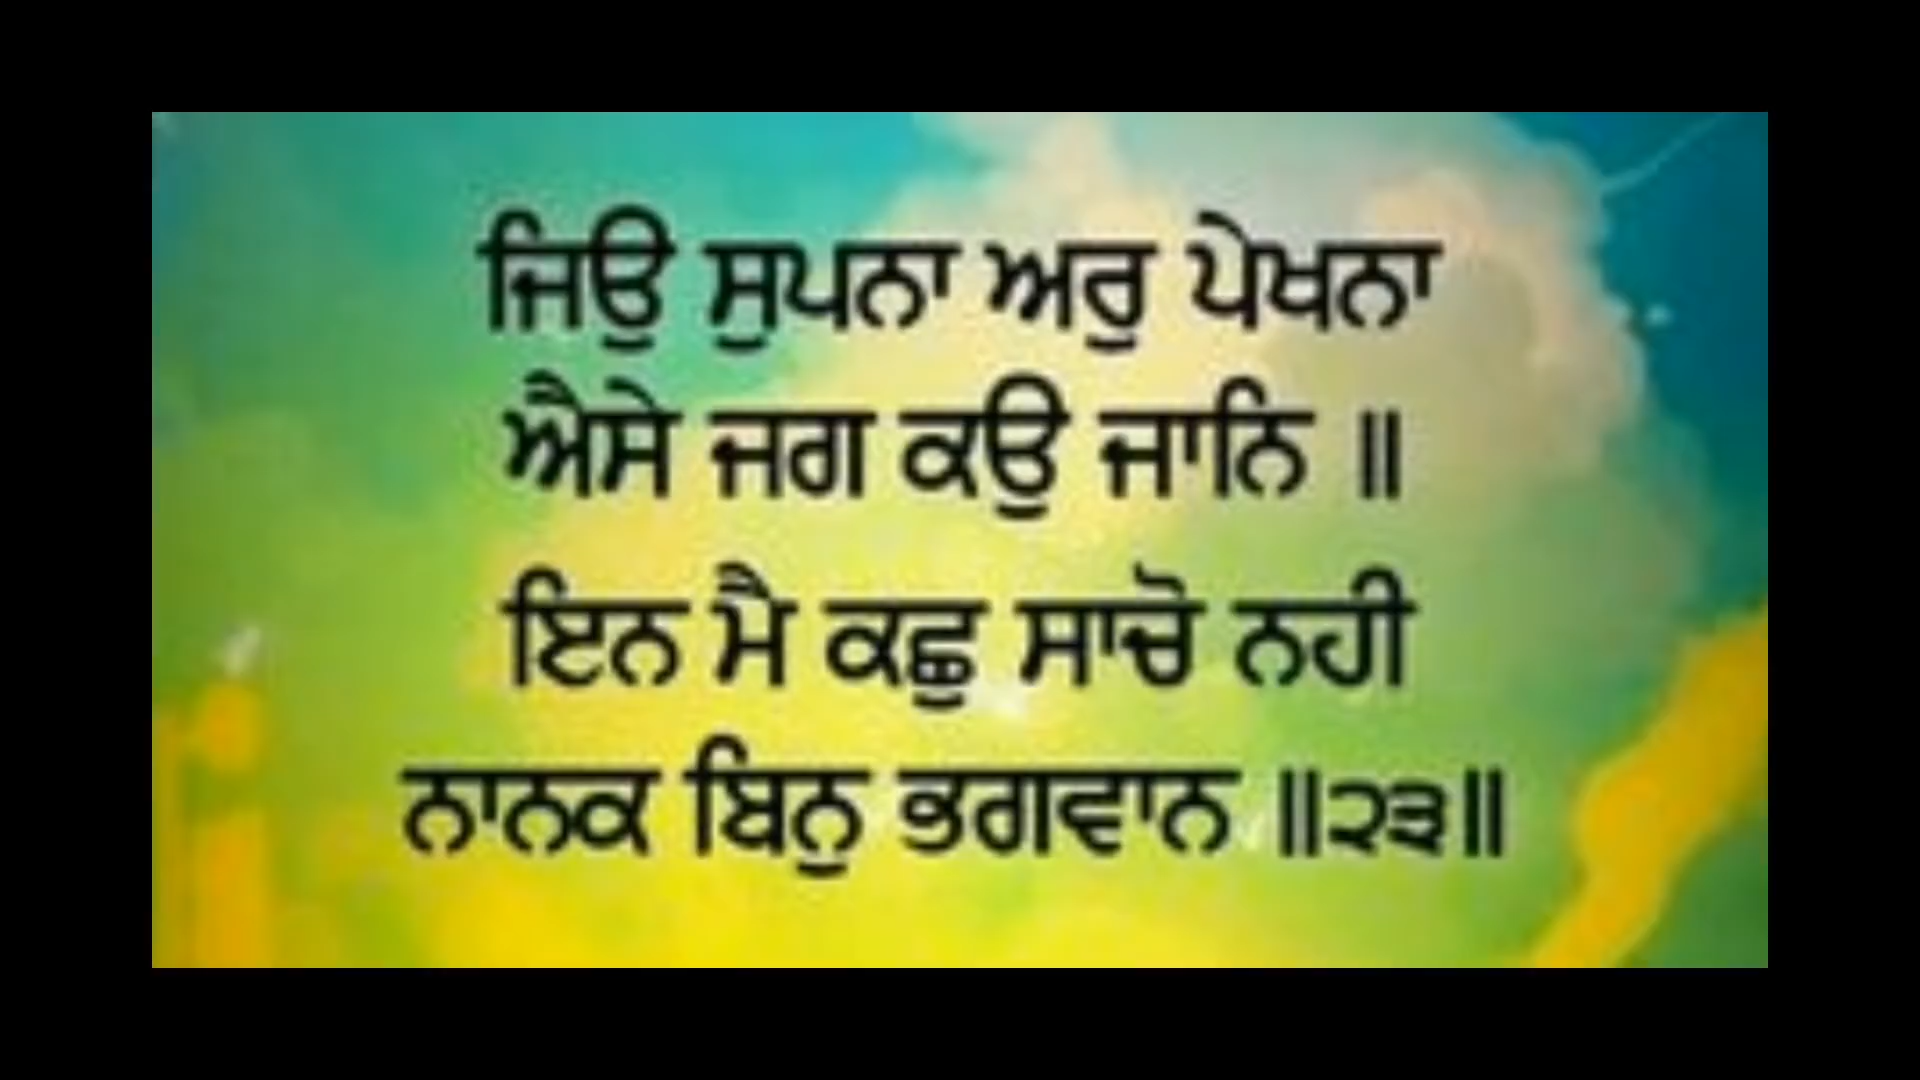 ਜਿਉ ਸੁਪਨਾ ਅਰੁ ਪੇਖਨਾ
ਐਸੇ ਜਗ ਕਉ ਜਾਨਿ ॥
ਇਨ ਮੈ ਕਛੁ ਸਾਚੋ ਨਹੀ
ਨਾਨਕ ਬਿਨੁ ਭਗਵਾਨ ॥੨੩॥